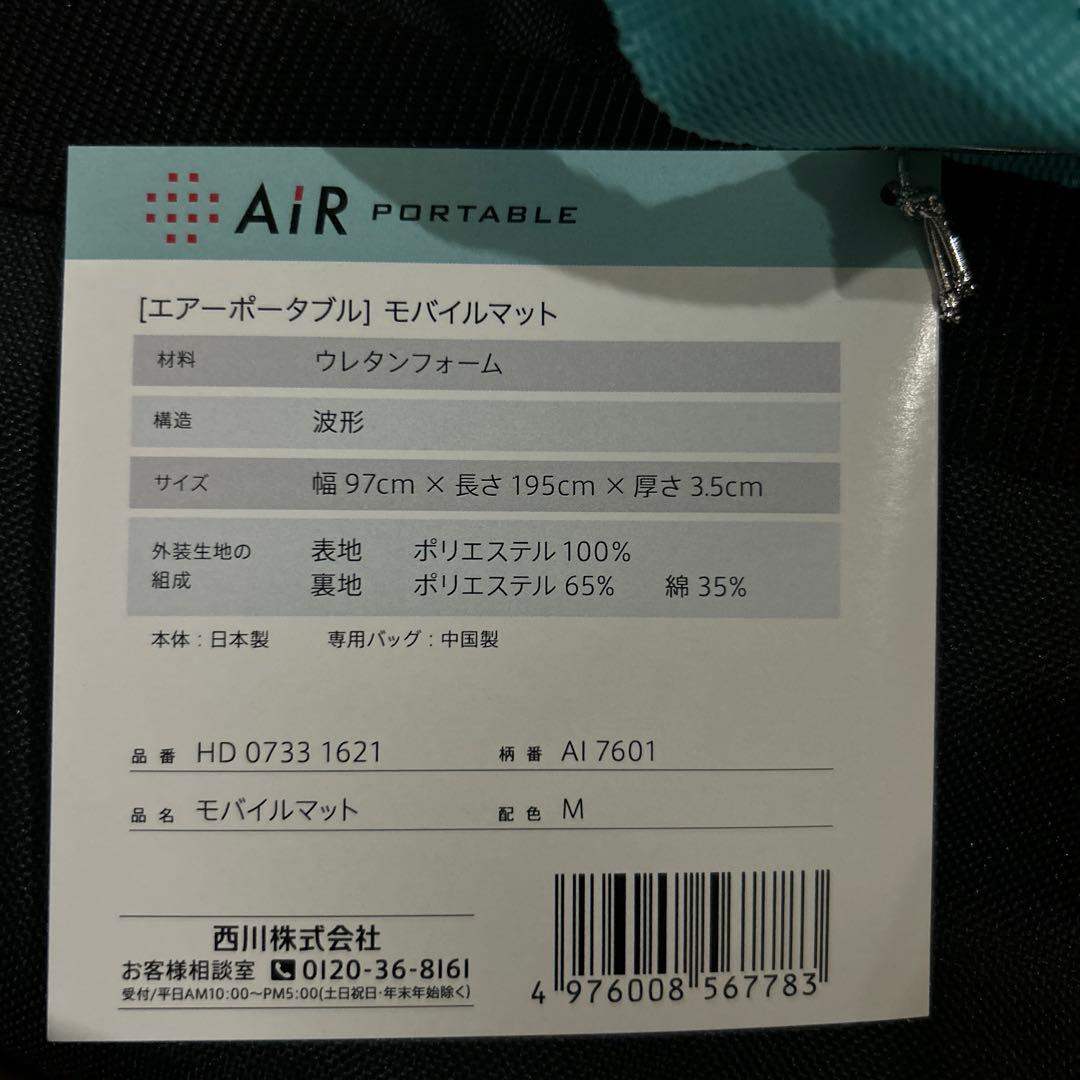 AiR PORTABLE
[エアーポータブル] モバイルマット
材料 ウレタンフォーム
構造 波形
サイズ 幅 97cm × 長さ 195cm × 厚さ 3.5cm
外装生地の 表地 ポリエステル 100%
組成 裏地 ポリエステル 65% 綿 35%
本体 : 日本製 専用バッグ : 中国製
品番 HD 0733 1621 柄番 AI 7601
品名 モバイルマット 配色 M
西川株式会社
お客様相談室 0120-36-8161
受付/平日AM10:00〜PM5:00(土日祝日・年末年始除く)
4 976008 567783